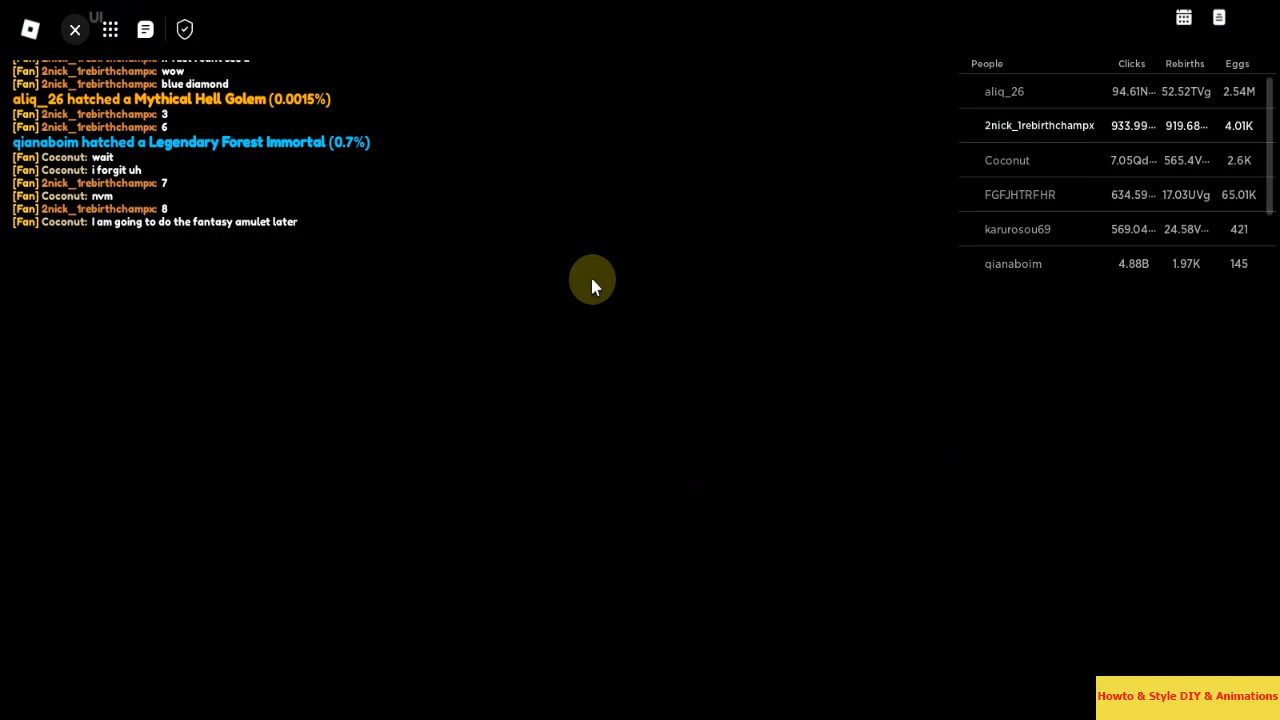 UI
[Fan] 2nick_1rebirthchampx:
[Fan] 2nick_1rebirthchampx: wow
[Fan] 2nick_1rebirthchampx: blue diamond
aliq_26 hatched a Mythical Hell Golem (0.0015%)
[Fan] 2nick_1rebirthchampx: 3
[Fan] 2nick_1rebirthchampx: 6
qianaboim hatched a Legendary Forest Immortal (0.7%)
[Fan] Coconut: wait
[Fan] Coconut: i forgit uh
[Fan] 2nick_1rebirthchampx: 7
[Fan] Coconut: nvm
[Fan] 2nick_1rebirthchampx: 8
[Fan] Coconut: I am going to do the fantasy amulet later
People Clicks Rebirths Eggs
aliq_26 94.61N... 52.52TVg 2.54M
2nick_1rebirthchampx 933.99... 919.68... 4.01K
Coconut 7.05Qd... 565.4V... 2.6K
FGFJHTRFHR 634.59... 17.03UVg 65.01K
karurosou69 569.04... 24.58V... 421
qianaboim 4.88B 1.97K 145
Howto & Style DIY & Animations